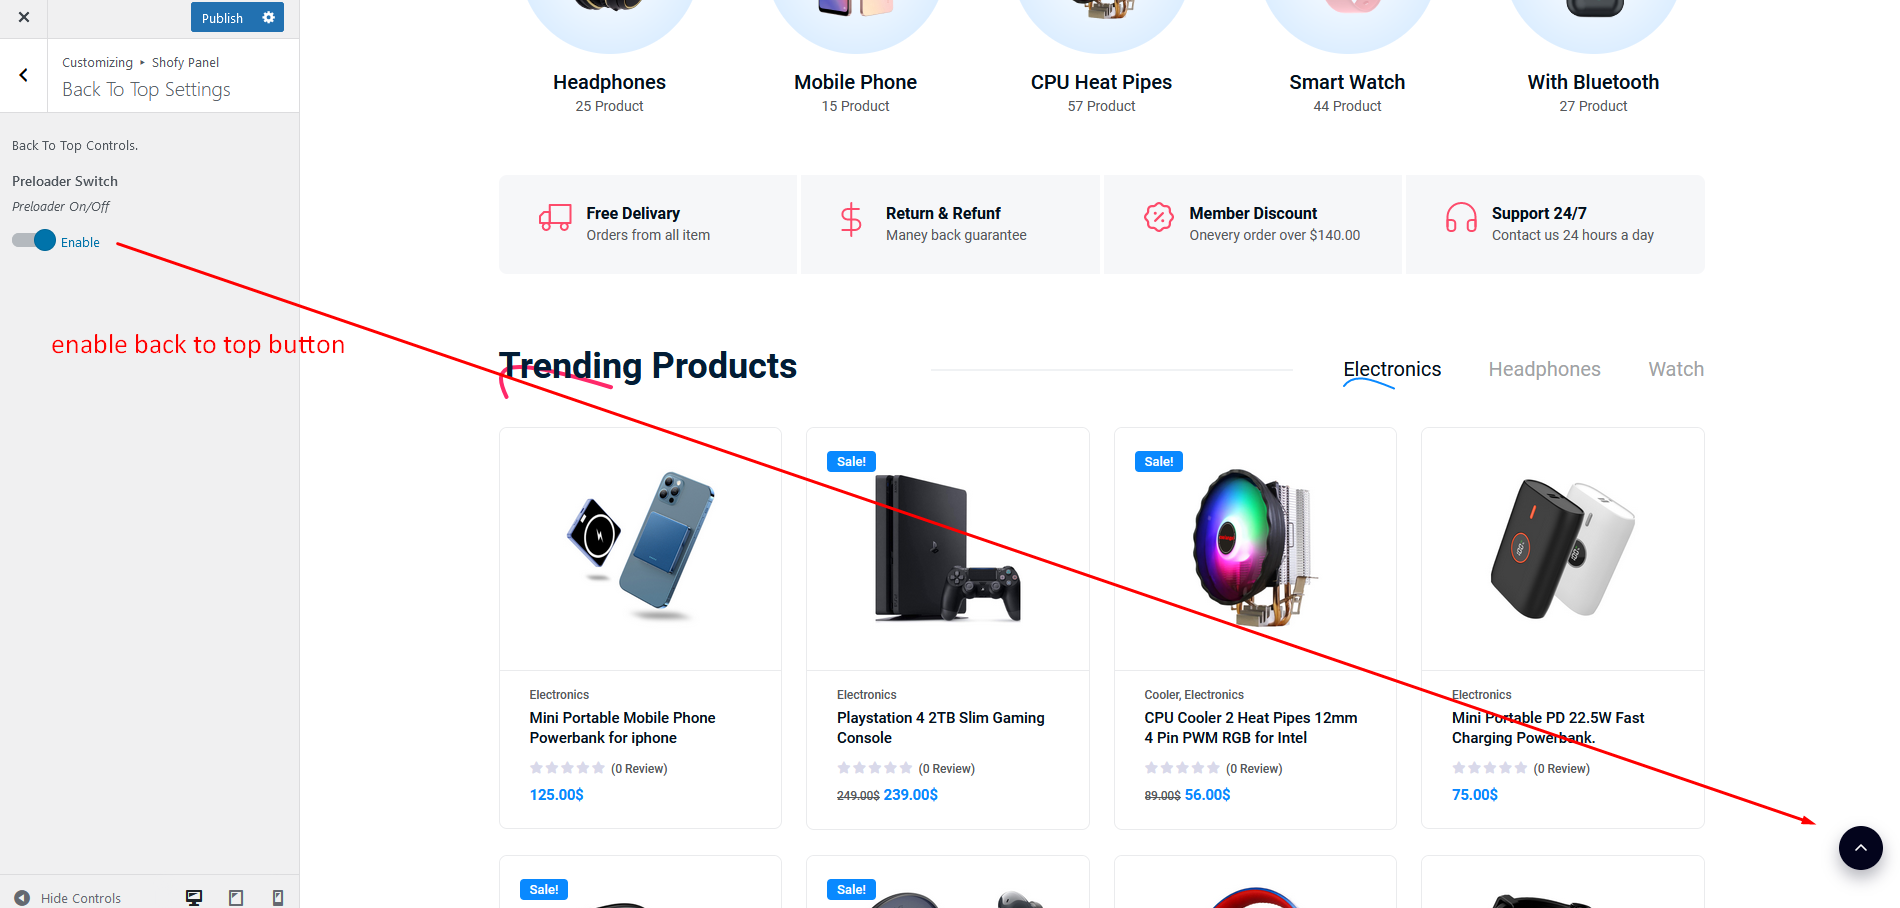 Publish
Customizing ▸ Shofy Panel
Back To Top Settings
Back To Top Controls.
Preloader Switch
Preloader On/Off
Enable
enable back to top button
Hide Controls
Headphones
25 Product
Mobile Phone
15 Product
CPU Heat Pipes
57 Product
Smart Watch
44 Product
With Bluetooth
27 Product
Free Delivary
Orders from all item
Return & Refunf
Maney back guarantee
Member Discount
Onevery order over $140.00
Support 24/7
Contact us 24 hours a day
Trending Products
Electronics Headphones Watch
Electronics
Mini Portable Mobile Phone
Powerbank for iphone
(0 Review)
125.00$
Sale!
Electronics
Playstation 4 2TB Slim Gaming
Console
(0 Review)
249.00$ 239.00$
Sale!
Cooler, Electronics
CPU Cooler 2 Heat Pipes 12mm
4 Pin PWM RGB for Intel
(0 Review)
89.00$ 56.00$
Electronics
Mini Portable PD 22.5W Fast
Charging Powerbank.
(0 Review)
75.00$
Sale!
Sale!